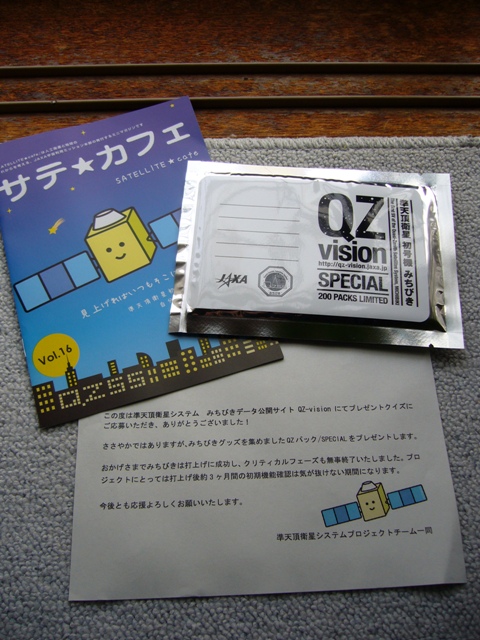 サテ★カフェ
SATELLITE★cafe
見上げればいつもそこに
Vol.16
QZ
vision
http://qz-vision.jaxa.jp
SPECIAL
200 PACKS LIMITED
準天頂衛星 初号機 みちびき
JAXA
この度は準天頂衛星システム みちびきデータ公開サイト QZ-vision にてプレゼントクイズに
ご応募いただき、ありがとうございました！
ささやかではありますが、みちびきグッズを集めましたQZパック/SPECIALをプレゼントします。
おかげさまでみちびきは打上げに成功し、クリティカルフェーズも無事終了いたしました。プロ
ジェクトにとっては打上げ後約3ヶ月間の初期機能確認は気が抜けない期間になります。
今後とも応援よろしくお願いいたします。
準天頂衛星システムプロジェクトチーム一同